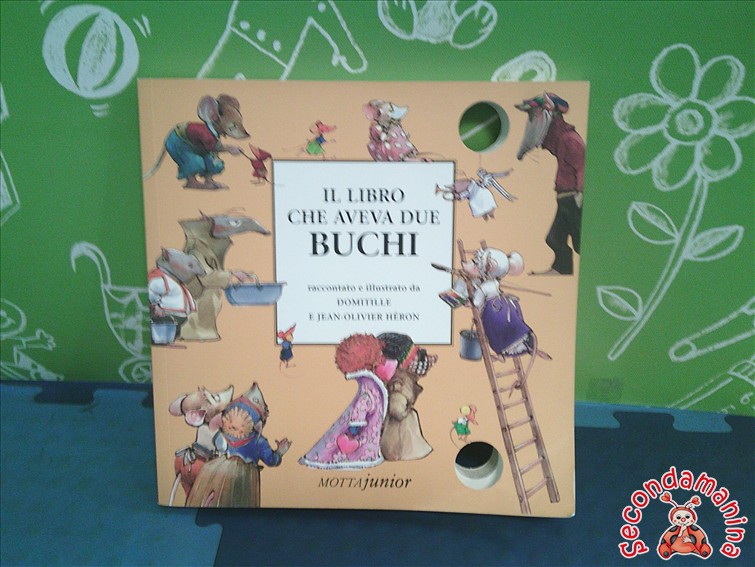 IL LIBRO
CHE AVEVA DUE
BUCHI
raccontato e illustrato da
DOMITILLE
E JEAN-OLIVIER HÉRON
MOTTAjunior
Secondamanina